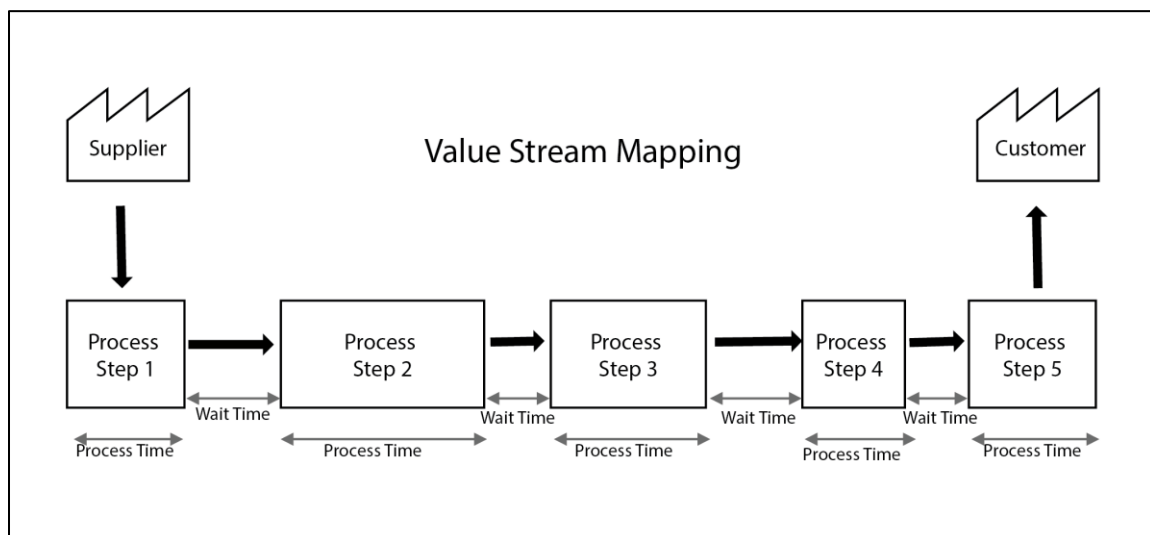 Supplier
Value Stream Mapping
Customer
Process
Step 1
Process
Step 2
Process
Step 3
Process
Step 4
Process
Step 5
Wait Time
Wait Time
Wait Time
Wait Time
Process Time
Process Time
Process Time
Process Time
Process Time